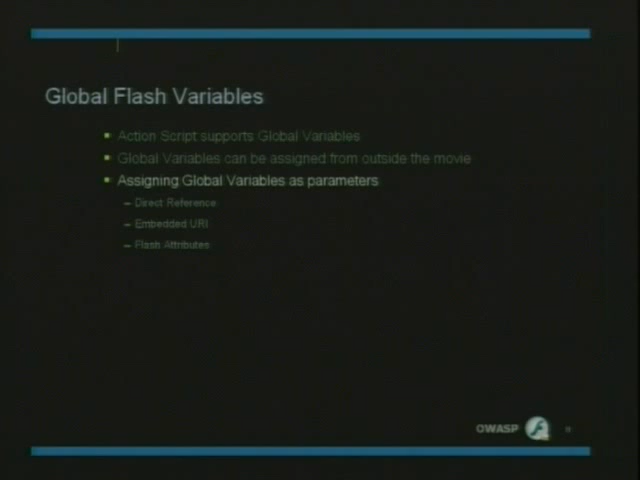 Global Flash Variables
Action Script supports Global Variables
Global Variables can be assigned from outside the movie
Assigning Global Variables as parameters
– Direct Reference
– Embedded URI
– Flash Attributes
OWASP